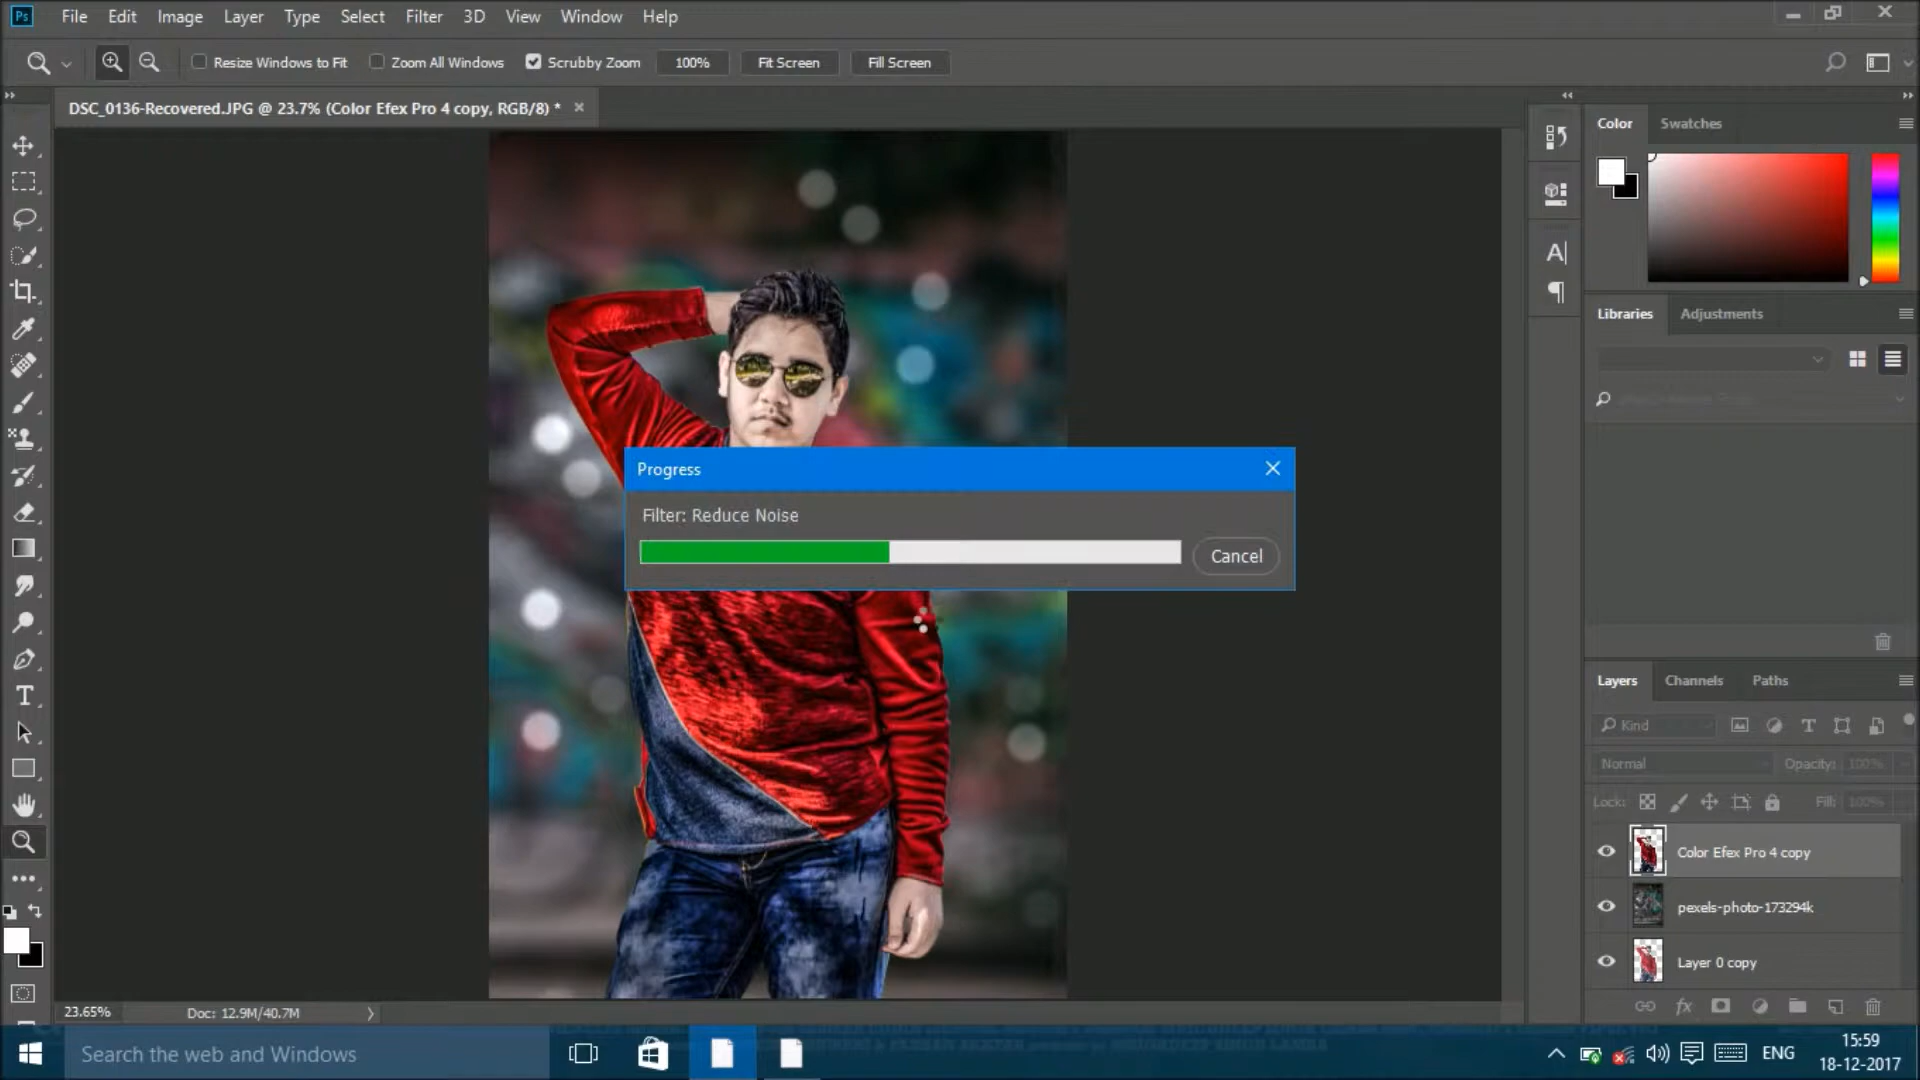 Ps File Edit Image Layer Type Select Filter 3D View Window Help
Resize Windows to Fit Zoom All Windows Scrubby Zoom 100% Fit Screen Fill Screen
DSC_0136-Recovered.JPG @ 23.7% (Color Efex Pro 4 copy, RGB/8) *
Color Swatches
Libraries Adjustments
Progress
Filter: Reduce Noise
Cancel
Layers Channels Paths
Kind
Normal Opacity: 100%
Lock: Fill: 100%
Color Efex Pro 4 copy
pexels-photo-173294k
Layer 0 copy
23.65% Doc: 12.9M/40.7M
Search the web and Windows
ENG
15:59
18-12-2017